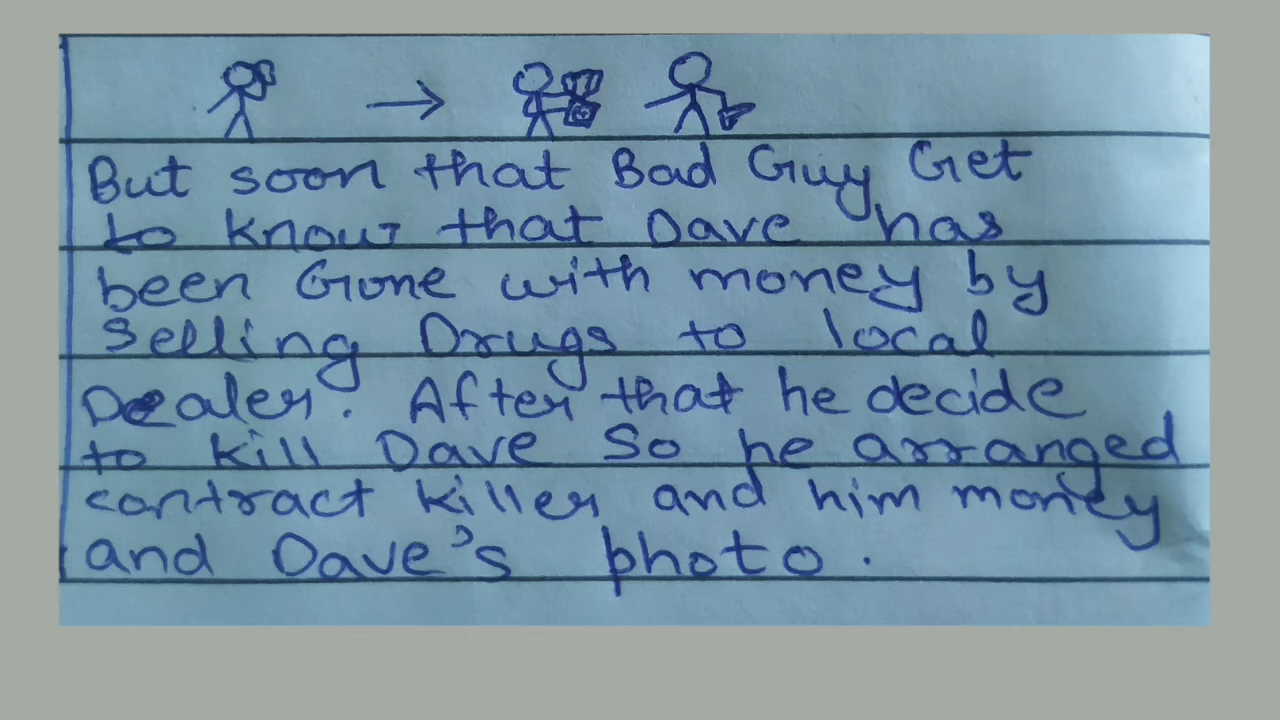 But soon that Bad Guy Get
to know that Dave has
been Gone with money by
Selling Drugs to local
Dealer. After that he decide
to kill Dave So he arranged
contract killer and him money
and Dave's photo.